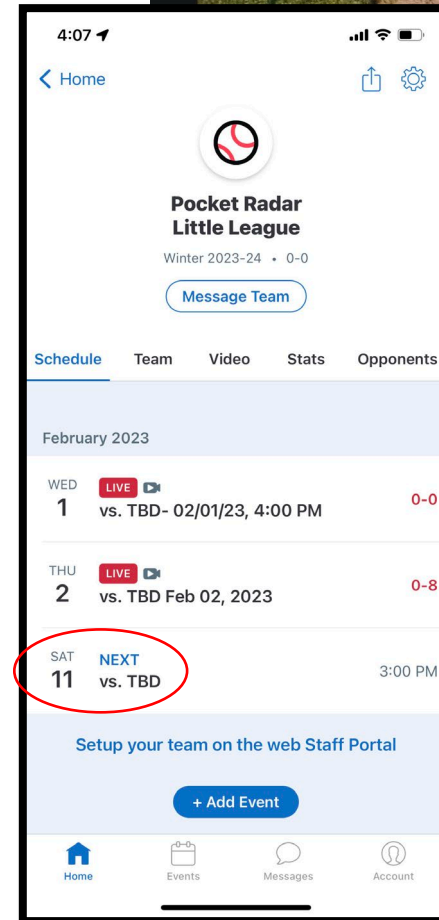 4:07
Home
Pocket Radar
Little League
Winter 2023-24 • 0-0
Message Team
Schedule Team Video Stats Opponents
February 2023
WED
1
LIVE
vs. TBD- 02/01/23, 4:00 PM
0-0
THU
2
LIVE
vs. TBD Feb 02, 2023
0-8
SAT
11
NEXT
vs. TBD
3:00 PM
Setup your team on the web Staff Portal
+ Add Event
Home Events Messages Account